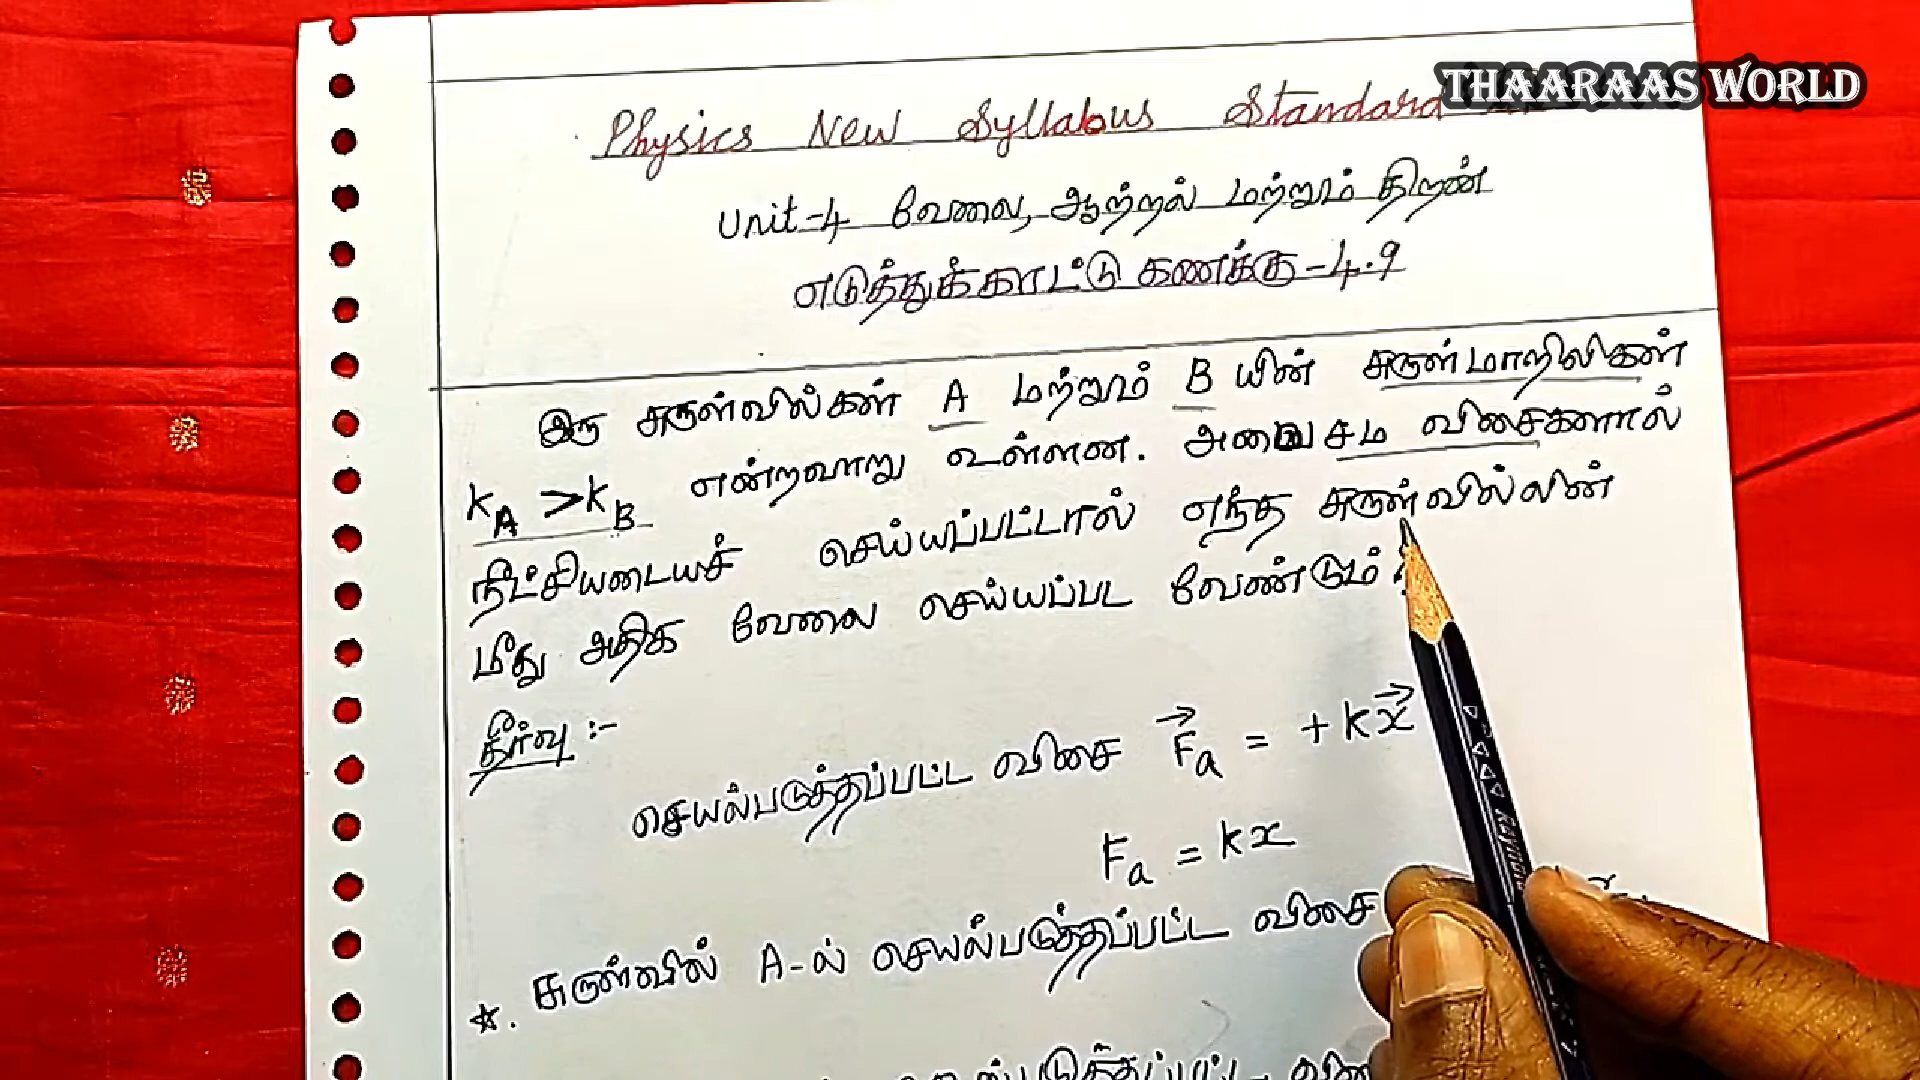 THAARAAS WORLD
Physics New Syllabus Standard
Unit-4 வேலை, ஆற்றல் மற்றும் திறன்
எடுத்துக்காட்டு கணக்கு - 4.9
இரு சுருள்வில்கள் A மற்றும் B யின் சுருள்மாறிலிகள்
kA > kB என்றவாறு உள்ளன. அவை சம விசைகளால்
நீட்சியடையச் செய்யப்பட்டால் எந்த சுருள்வில்லின்
மீது அதிக வேலை செய்யப்பட வேண்டும்
தீர்வு :-
செயல்படுத்தப்பட்ட விசை F⃗a = + kx⃗
Fa = kx
☆. சுருள்வில் A-ல் செயல்படுத்தப்பட்ட விசை